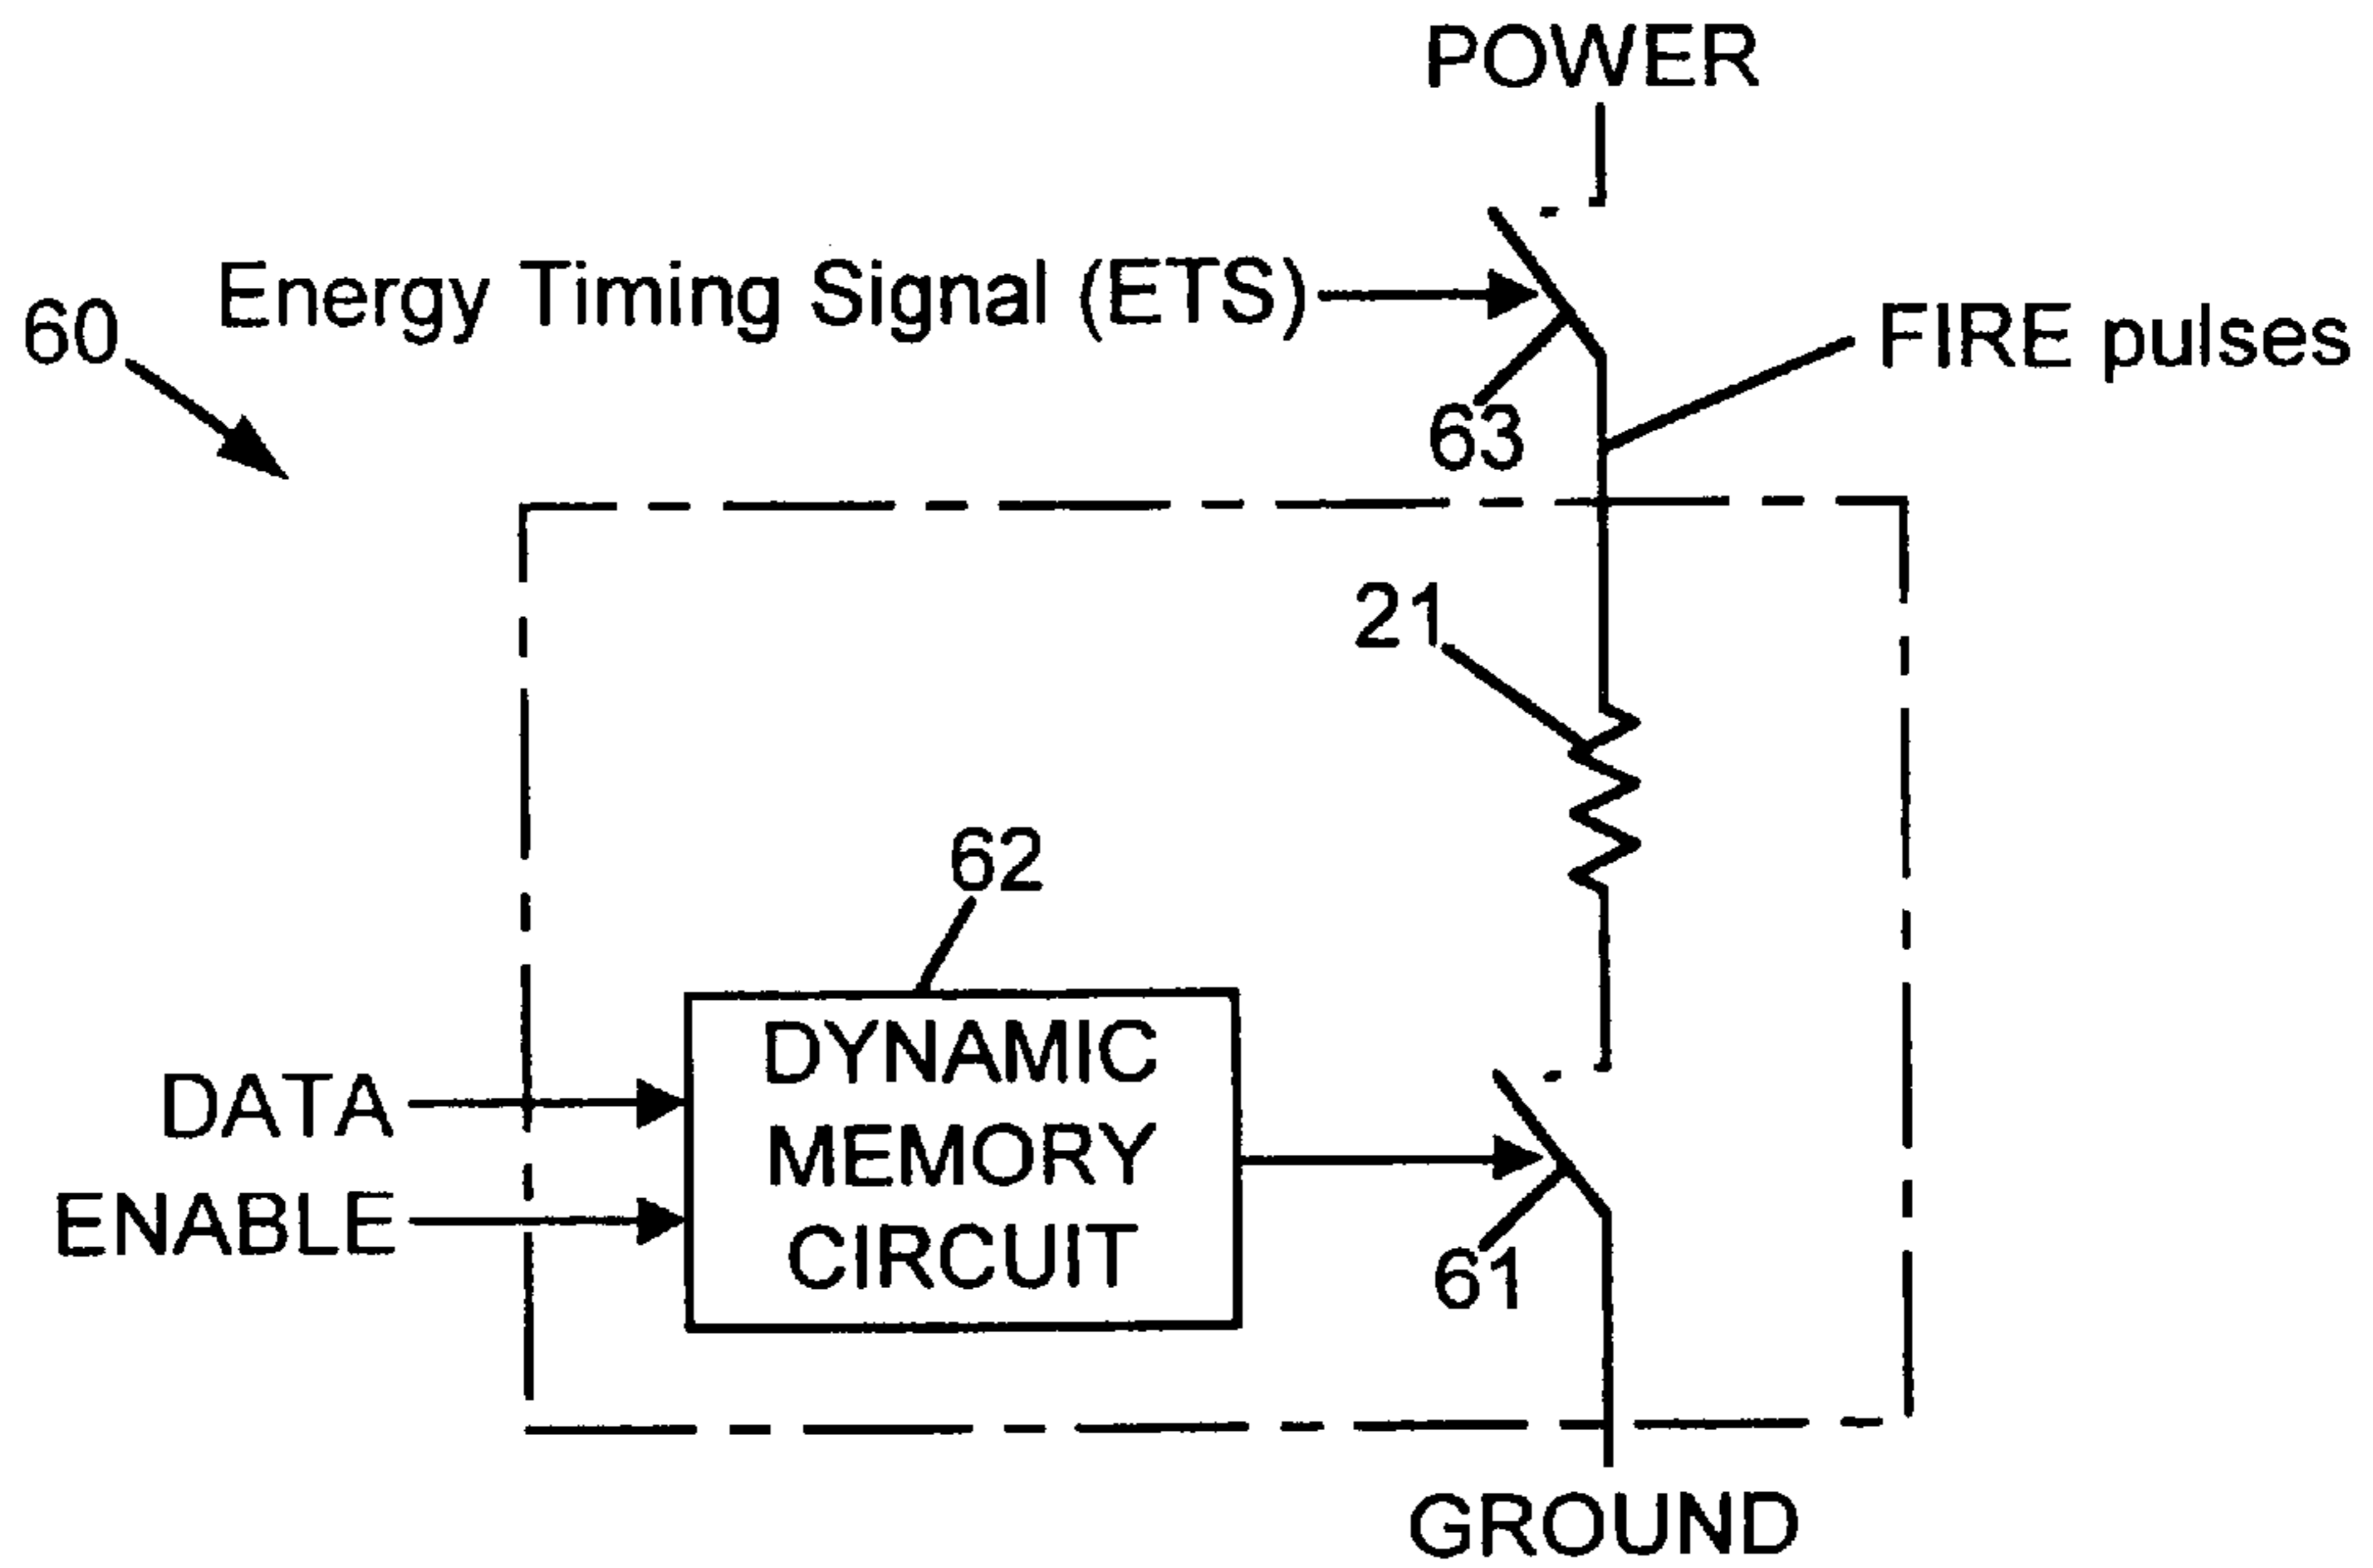 POWER
Energy Timing Signal (ETS)
60
FIRE pulses
63
21
62
DYNAMIC
MEMORY
CIRCUIT
DATA
ENABLE
61
GROUND